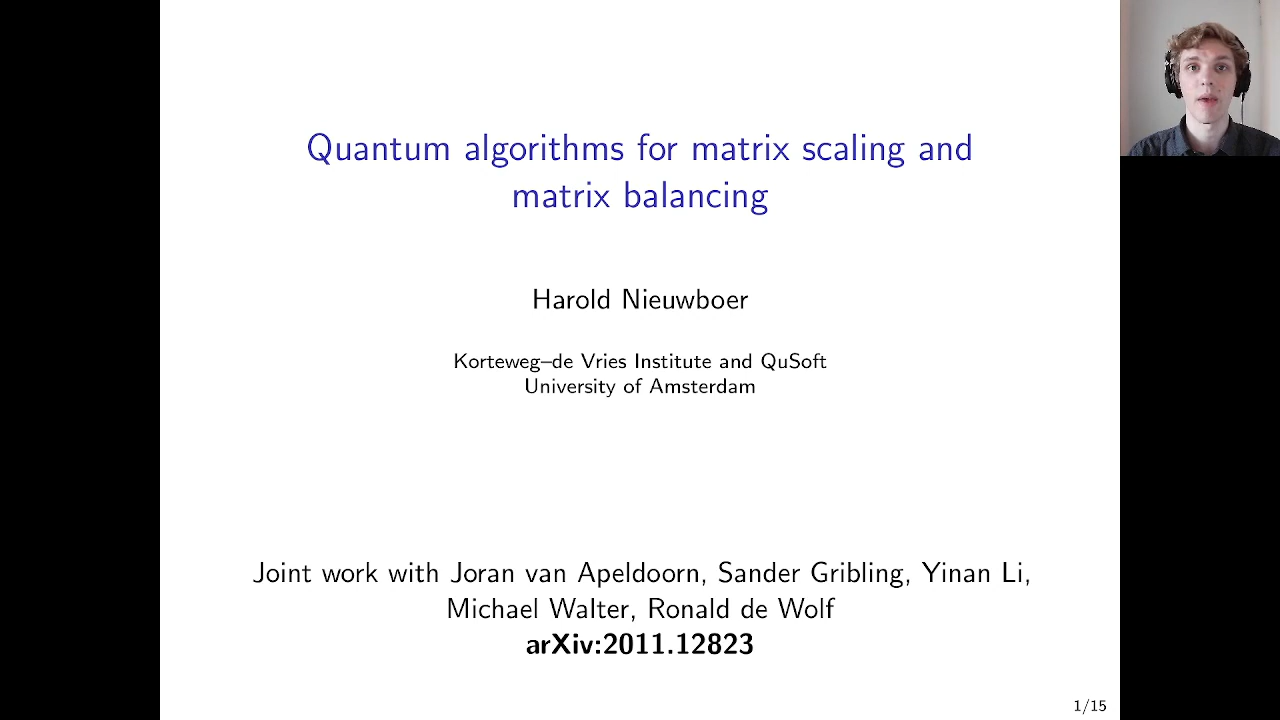 Quantum algorithms for matrix scaling and
matrix balancing
Harold Nieuwboer
Korteweg–de Vries Institute and QuSoft
University of Amsterdam
Joint work with Joran van Apeldoorn, Sander Gribling, Yinan Li,
Michael Walter, Ronald de Wolf
arXiv:2011.12823
1/15